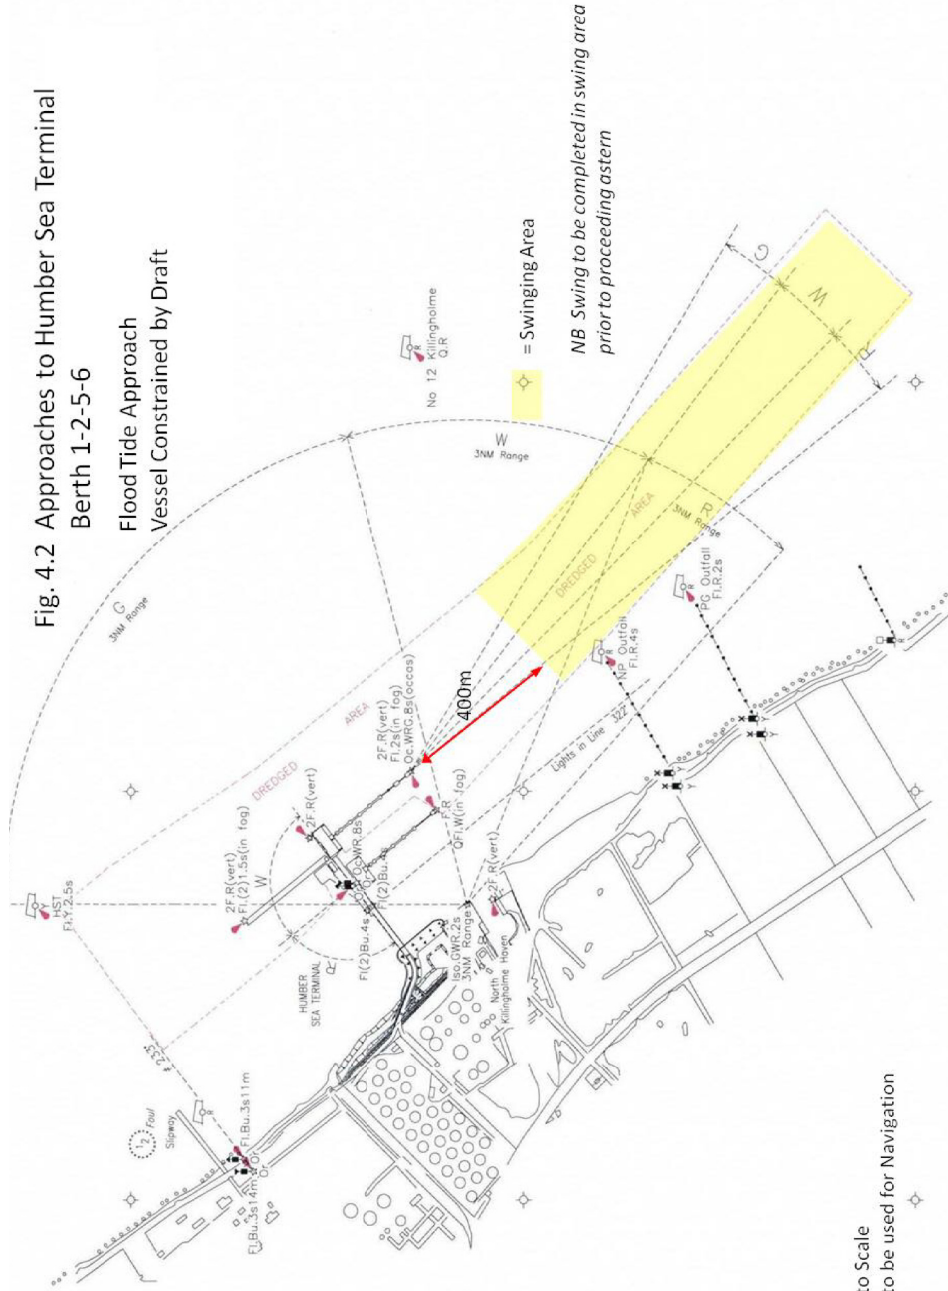 Fig. 4.2 Approaches to Humber Sea Terminal
Berth 1-2-5-6
Flood Tide Approach
Vessel Constrained by Draft
= Swinging Area
NB Swing to be completed in swing area
prior to proceeding astern
No 12 Killingholme
Q.R
R
HST
Fl.Y.2.5s
Y
G
3NM Range
W
3NM Range
R
3NM Range
G
W
R
DREDGED
AREA
DREDGED
AREA
400m
2F.R(vert)
Fl.(2)1.5s(in fog)
2F.R(vert)
2F.R(vert)
Fl.2s(in fog)
Oc.WRG.8s(occas)
Oc.WR.8s
Fl(2)Bu.4s
Fl(2)Bu.4s
F.R
QFl.W(in fog)
W
R
HUMBER
SEA TERMINAL
Iso.GWR.2s
3NM Range
2F.R(vert)
North
Killingholme Haven
Lights in Line 322°
NP Outfall
Fl.R.4s
R
PG Outfall
Fl.R.2s
R
233°
1₂ Foul
Slipway
R
Fl.Bu.3s11m
Fl.Bu.3s14m
Y
Y
Y
Y
to Scale
to be used for Navigation